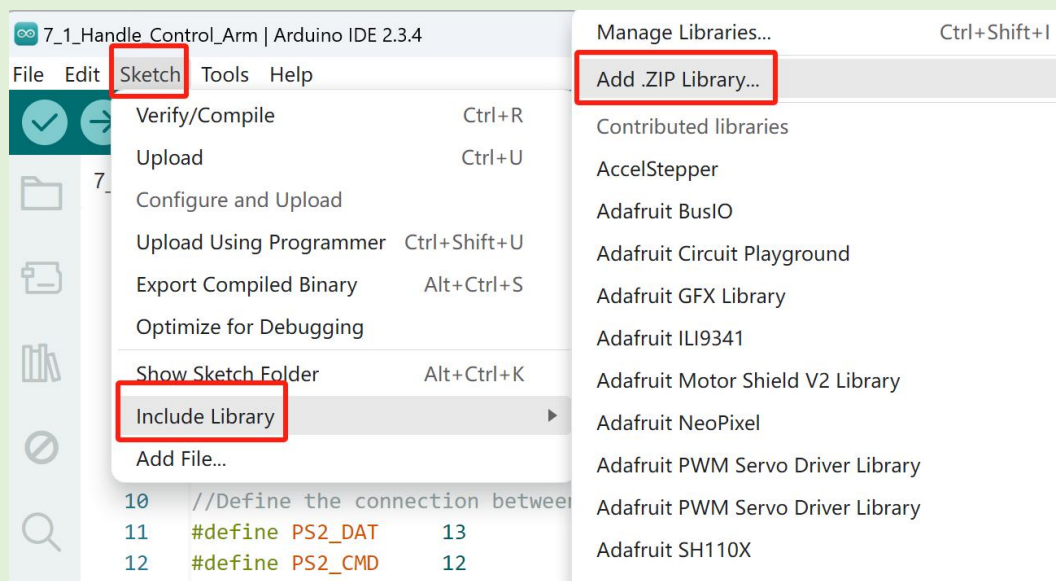 7_1_Handle_Control_Arm | Arduino IDE 2.3.4
File Edit Sketch Tools Help
Verify/Compile Ctrl+R
Upload Ctrl+U
7_
Configure and Upload
Upload Using Programmer Ctrl+Shift+U
Export Compiled Binary Alt+Ctrl+S
Optimize for Debugging
Show Sketch Folder Alt+Ctrl+K
Include Library
Add File...
10 //Define the connection between
11 #define PS2_DAT 13
12 #define PS2_CMD 12
Manage Libraries... Ctrl+Shift+I
Add .ZIP Library...
Contributed libraries
AccelStepper
Adafruit BusIO
Adafruit Circuit Playground
Adafruit GFX Library
Adafruit ILI9341
Adafruit Motor Shield V2 Library
Adafruit NeoPixel
Adafruit PWM Servo Driver Library
Adafruit PWM Servo Driver Library
Adafruit SH110X